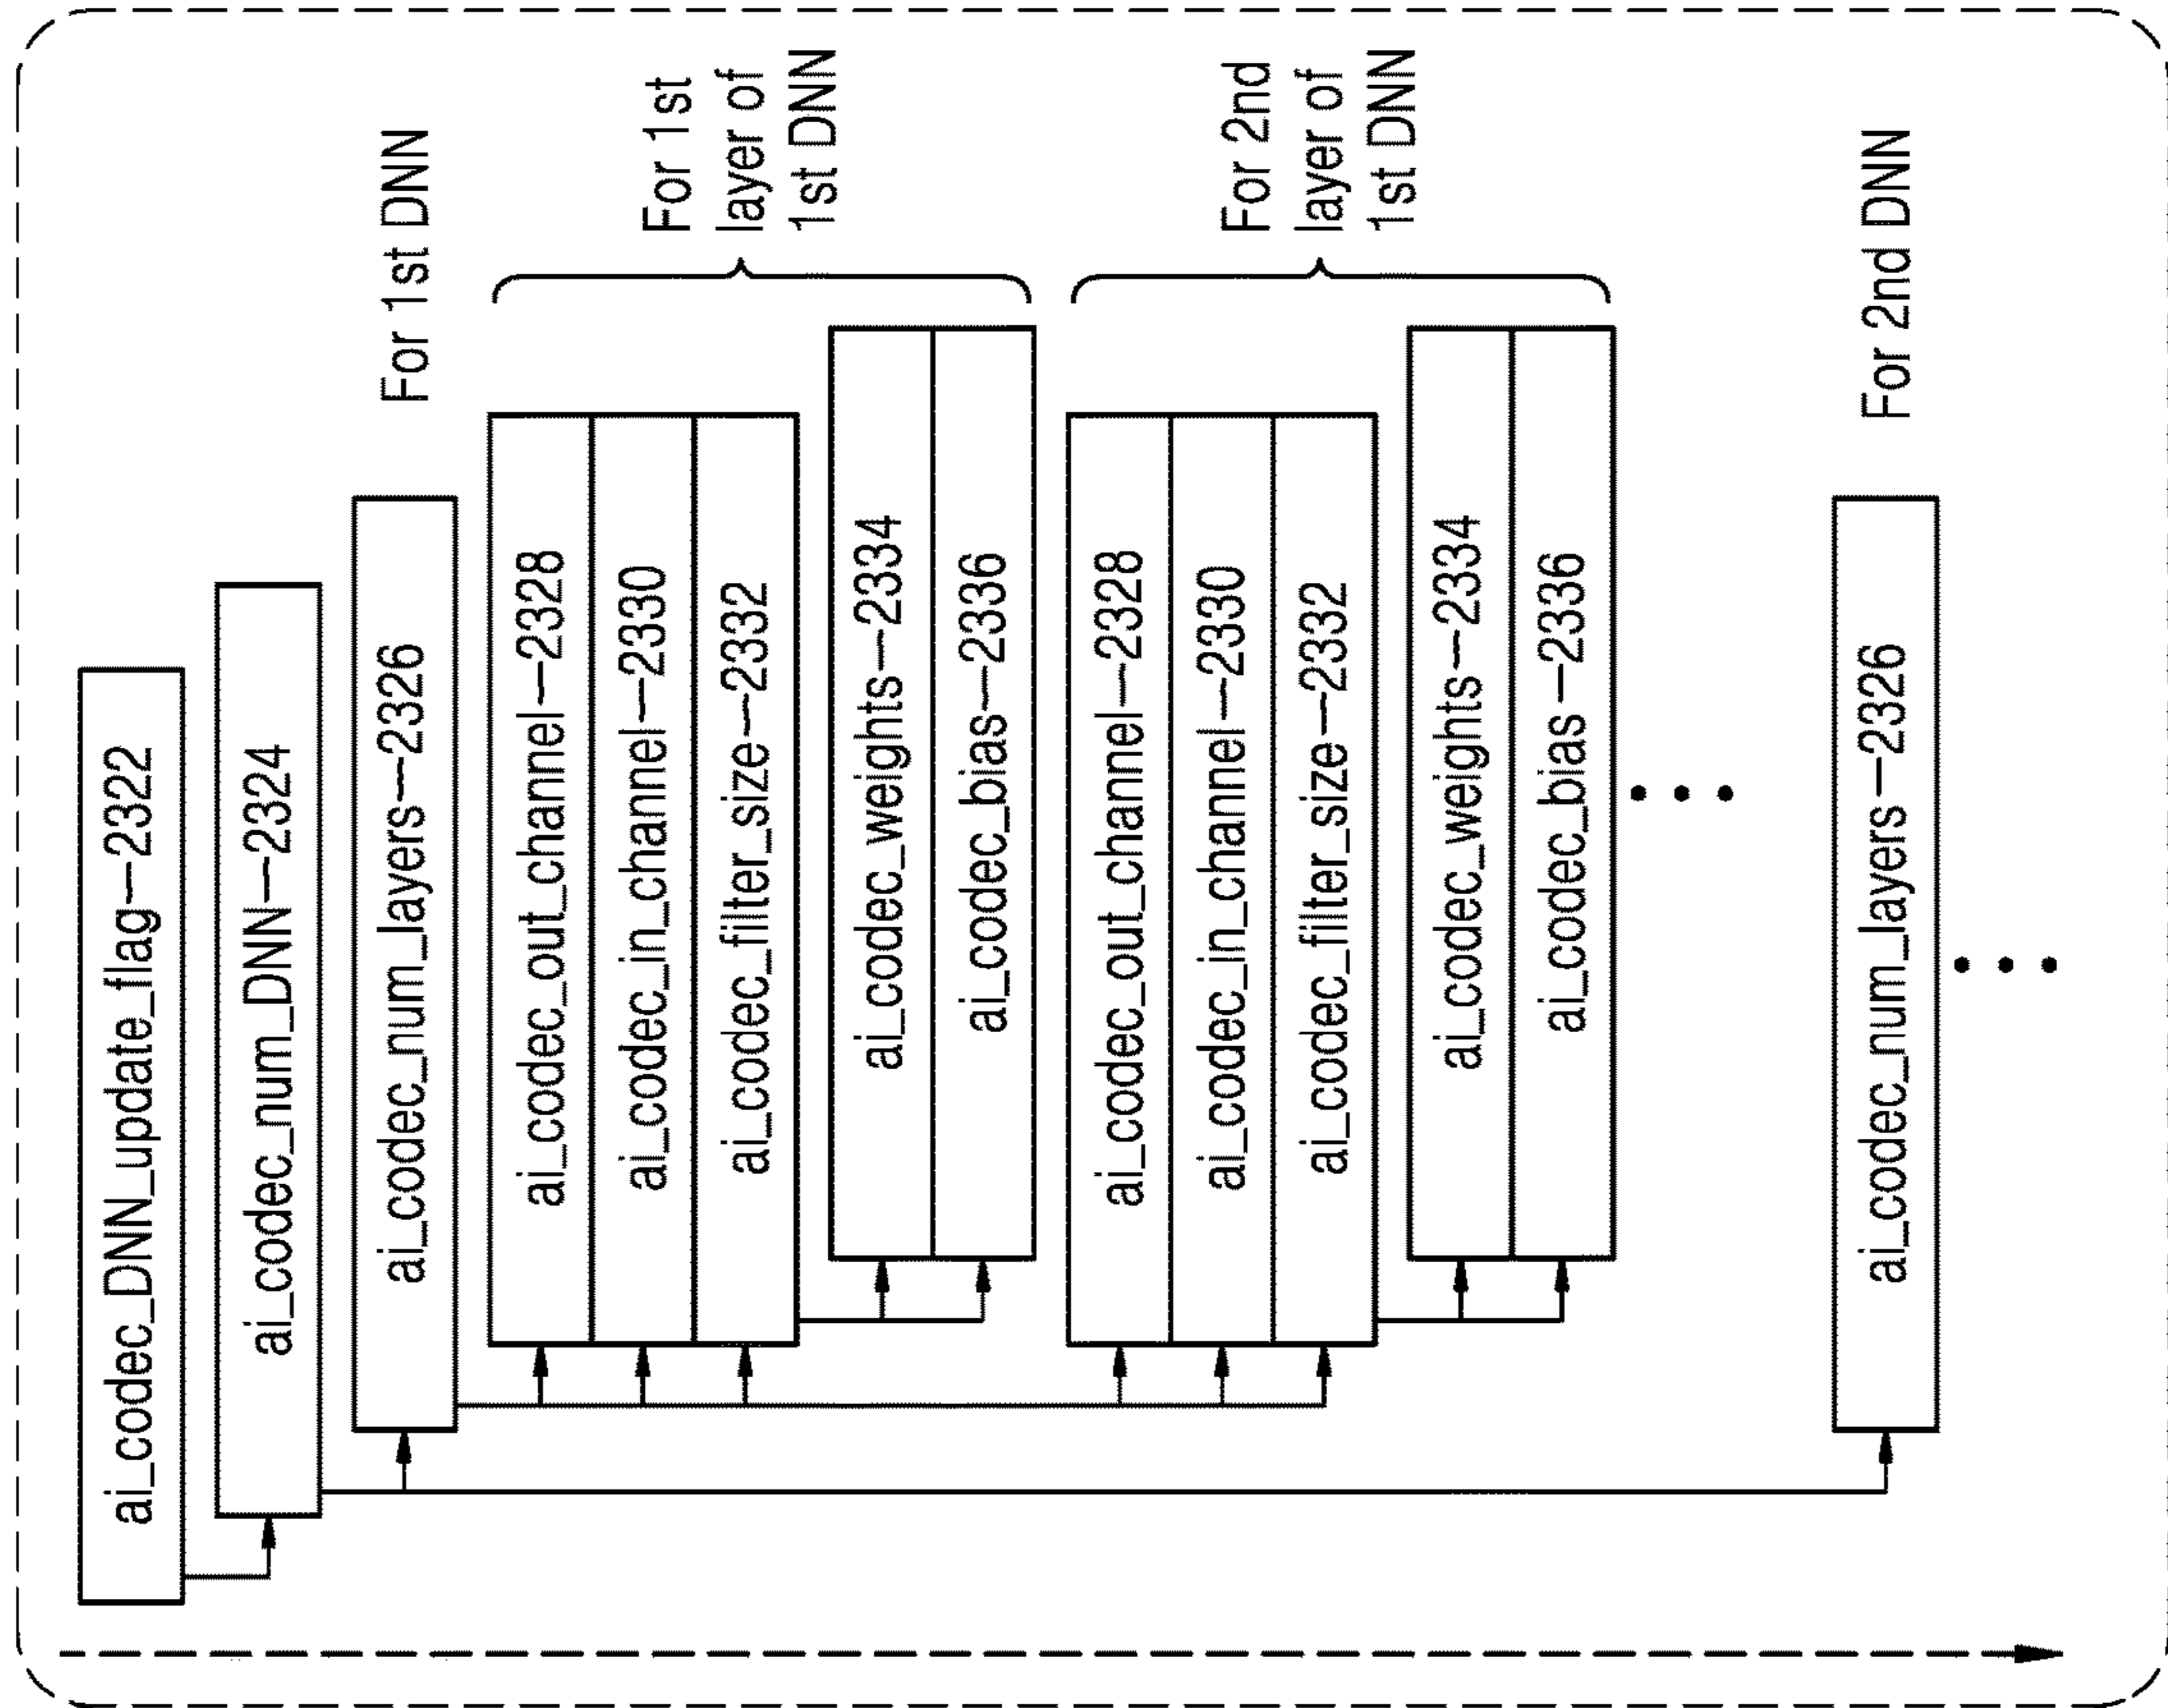 ai_codec_DNN_update_flag~2322
ai_codec_num_DNN~2324
ai_codec_num_layers~2326
For 1st DNN
ai_codec_out_channel~2328
ai_codec_in_channel~2330
ai_codec_filter_size~2332
ai_codec_weights~2334
ai_codec_bias~2336
For 1st
layer of
1st DNN
ai_codec_out_channel~2328
ai_codec_in_channel~2330
ai_codec_filter_size~2332
ai_codec_weights~2334
ai_codec_bias~2336
For 2nd
layer of
1st DNN
ai_codec_num_layers~2326
For 2nd DNN